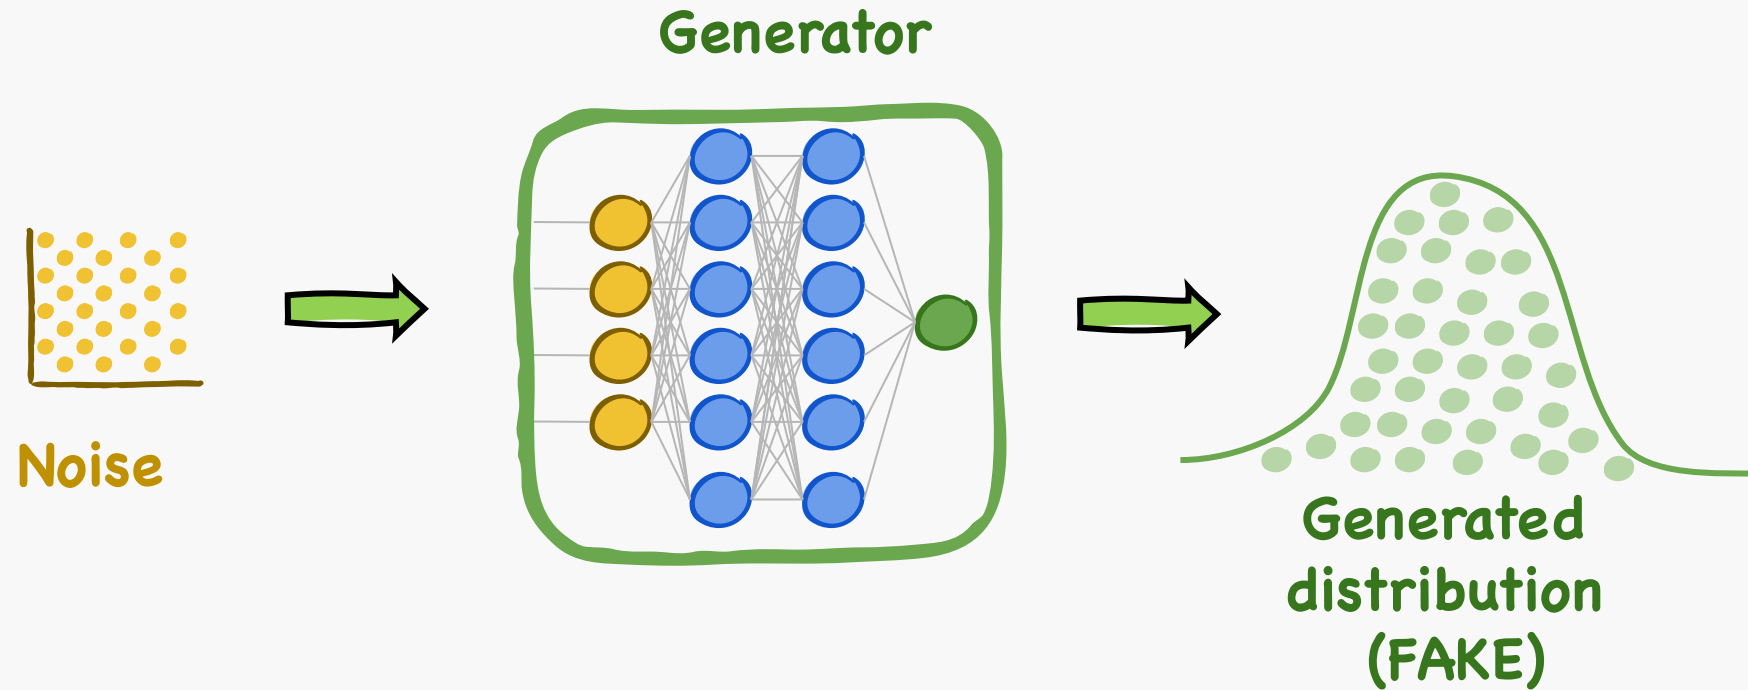 Generator
Noise
Generated
distribution
(FAKE)